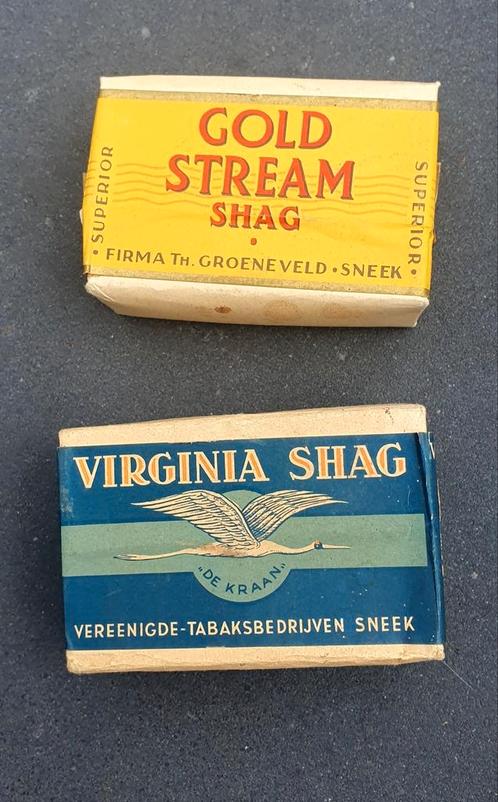 GOLD
STREAM
SHAG
• SUPERIOR
SUPERIOR •
• FIRMA TH. GROENEVELD • SNEEK •
VIRGINIA SHAG
„DE KRAAN„
VEREENIGDE-TABAKSBEDRIJVEN SNEEK